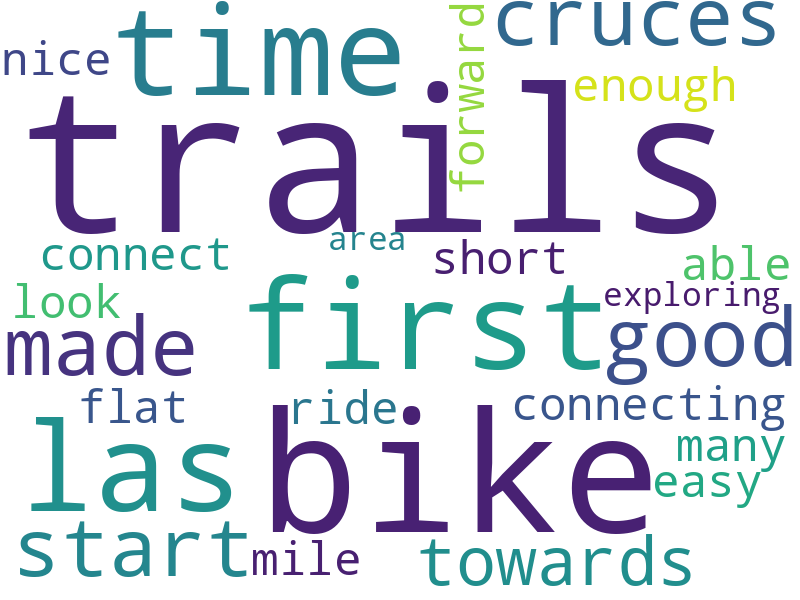 nice
time
forward
cruces
enough
trails
connect
area
short
able
look
exploring
made
first
good
flat
ride
connecting
las
bike
many
easy
start
mile
towards